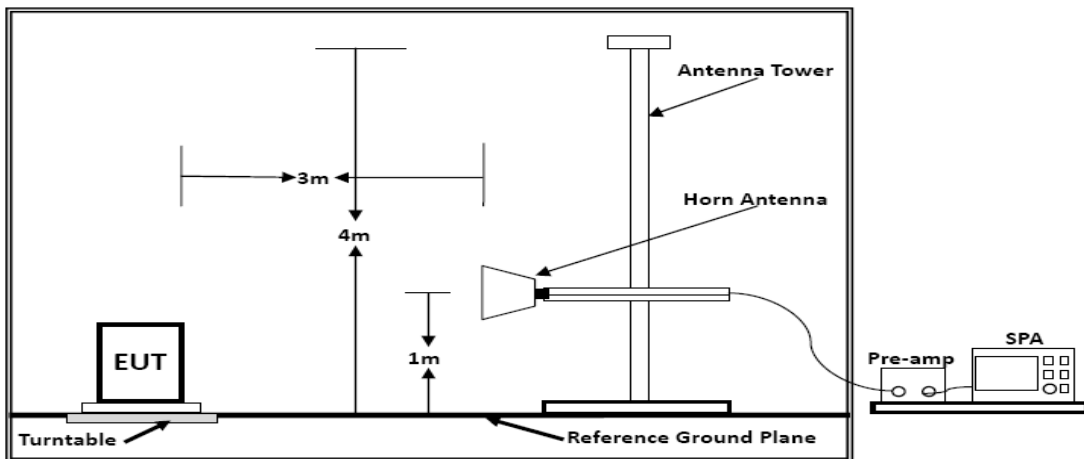 Antenna Tower
3m
Horn Antenna
4m
1m
EUT
SPA
Pre-amp
Turntable
Reference Ground Plane